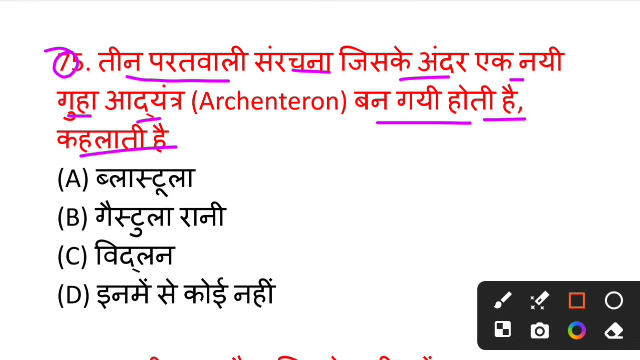 75. तीन परतवाली संरचना जिसके अंदर एक नयी
गुहा आद्यंत्र (Archenteron) बन गयी होती है,
कहलाती है
(A) ब्लास्टूला
(B) गैस्टुला रानी
(C) विद्लन
(D) इनमें से कोई नहीं